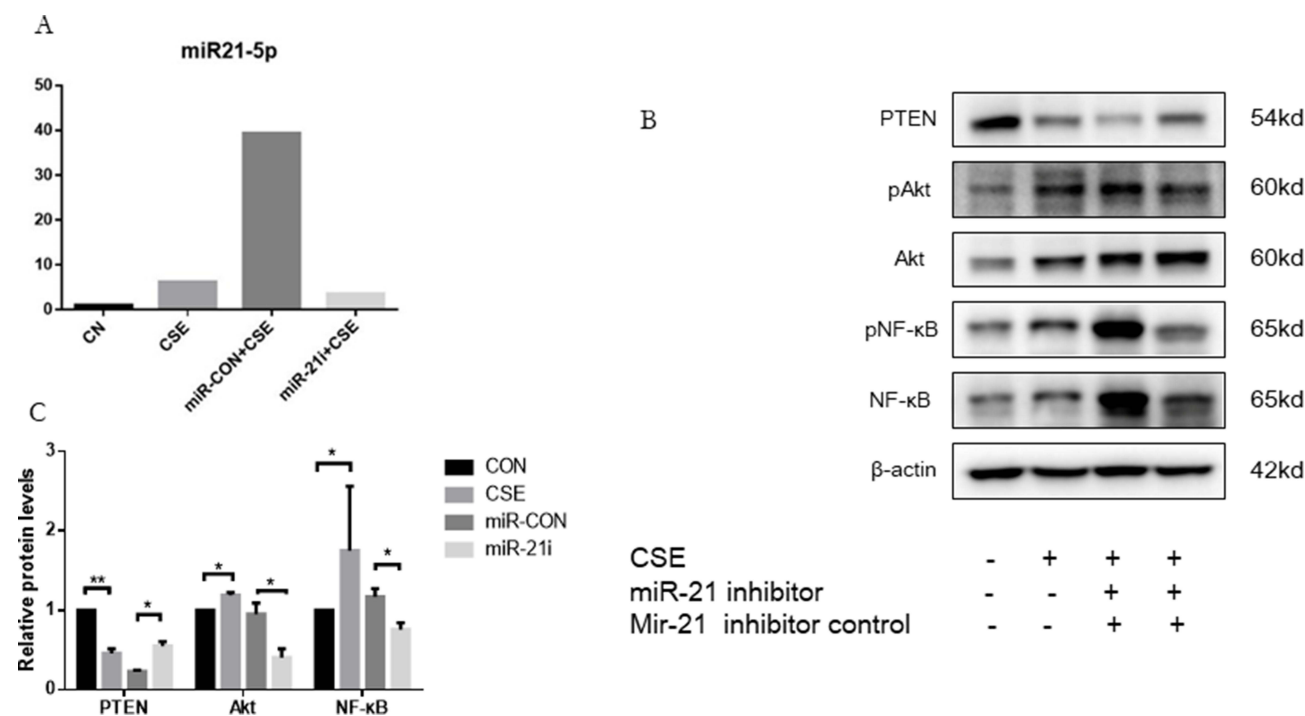 A
miR21-5p
50
40
30
20
10
0
CN
CSE
miR-CON+CSE
miR-21i+CSE
B
PTEN 54kd
pAkt 60kd
Akt 60kd
pNF-κB 65kd
NF-κB 65kd
β-actin 42kd
CSE - + + +
miR-21 inhibitor - - + +
Mir-21 inhibitor control - - + +
C
Relative protein levels
3
2
1
0
** * * * * *
PTEN Akt NF-κB
CON
CSE
miR-CON
miR-21i